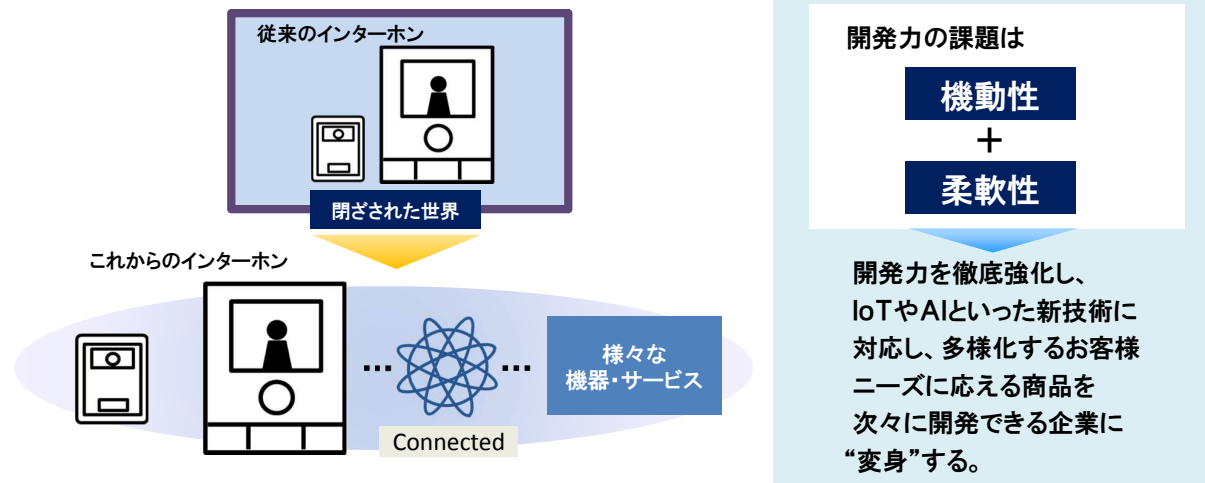 従来のインターホン
閉ざされた世界
これからのインターホン
…
…
様々な
機器・サービス
Connected
開発力の課題は
機動性
＋
柔軟性
開発力を徹底強化し、
IoTやAIといった新技術に
対応し、多様化するお客様
ニーズに応える商品を
次々に開発できる企業に
“変身”する。